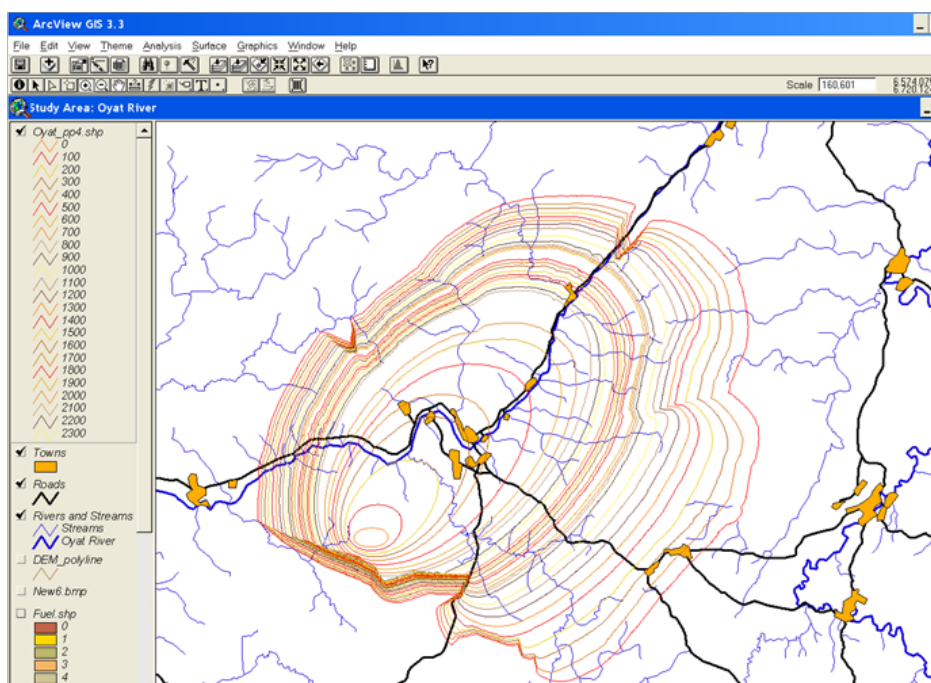 ArcView GIS 3.3
File Edit View Theme Analysis Surface Graphics Window Help
Scale 160,601
Study Area: Oyat River
Oyat_pp4.shp
0
100
200
300
400
500
600
700
800
900
1000
1100
1200
1300
1400
1500
1600
1700
1800
1900
2000
2100
2200
2300
Towns
Roads
Rivers and Streams
Streams
Oyat River
DEM_polyline
New6.bmp
Fuel.shp
0
1
2
3
4